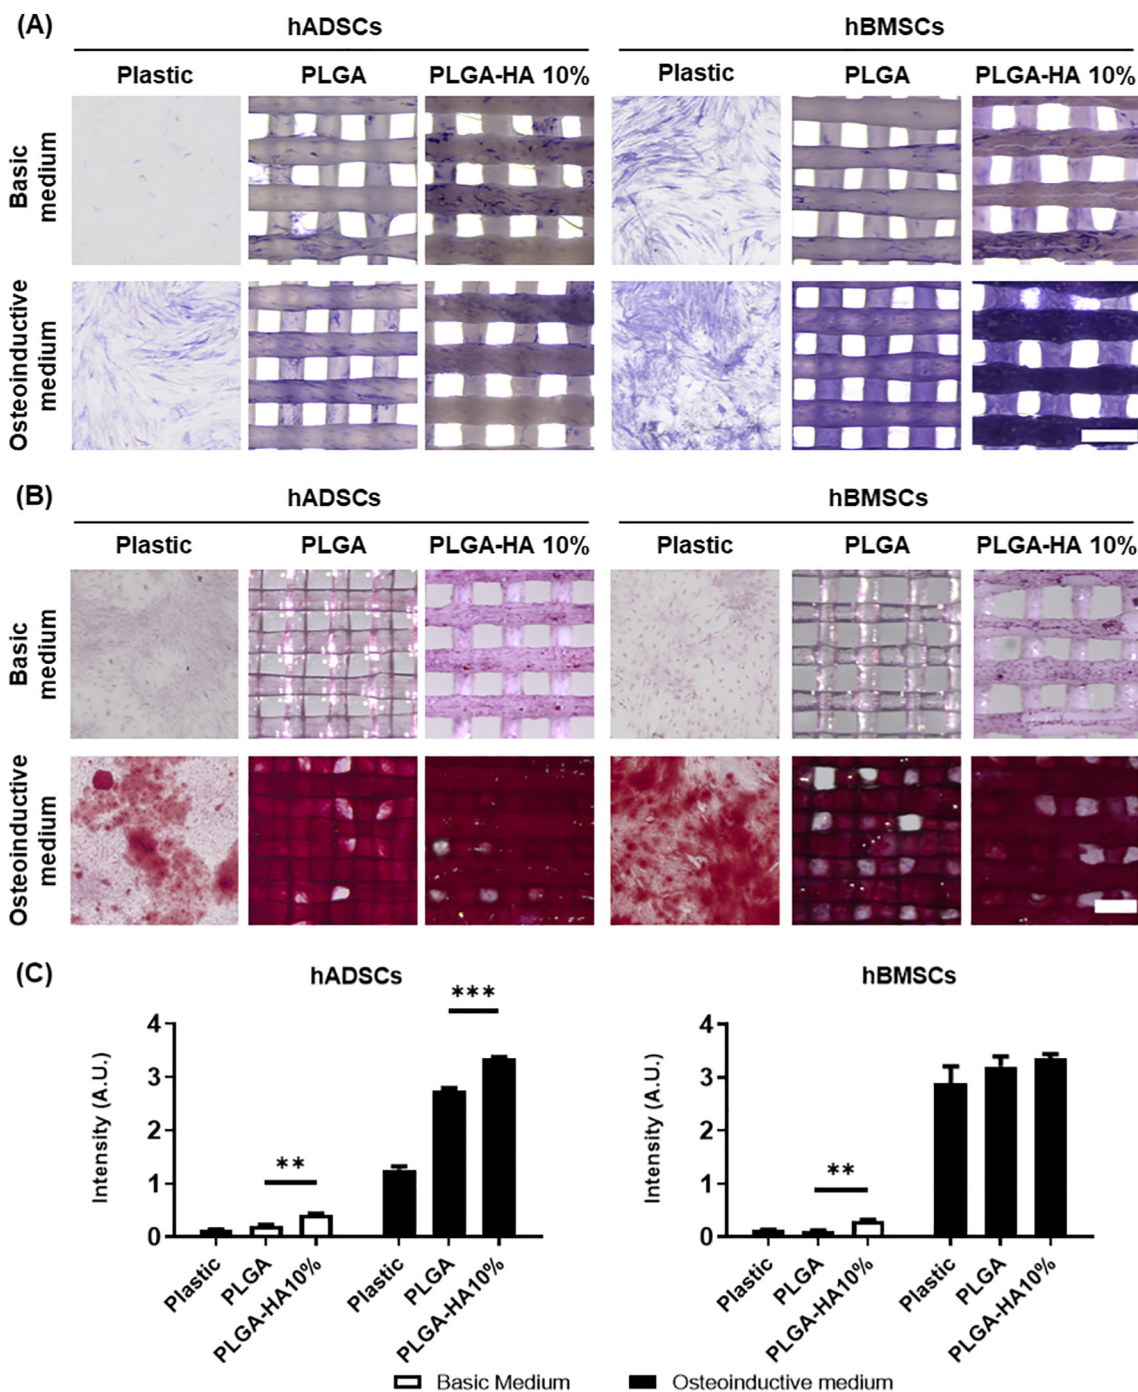 (A)
hADSCs hBMSCs
Plastic PLGA PLGA-HA 10% Plastic PLGA PLGA-HA 10%
Basic medium
Osteoinductive medium
(B)
hADSCs hBMSCs
Plastic PLGA PLGA-HA 10% Plastic PLGA PLGA-HA 10%
Basic medium
Osteoinductive medium
(C)
hADSCs
Intensity (A.U.)
4
3
2
1
0
**
***
Plastic PLGA PLGA-HA10% Plastic PLGA PLGA-HA10%
hBMSCs
Intensity (A.U.)
4
3
2
1
0
**
Plastic PLGA PLGA-HA10% Plastic PLGA PLGA-HA10%
Basic Medium Osteoinductive medium